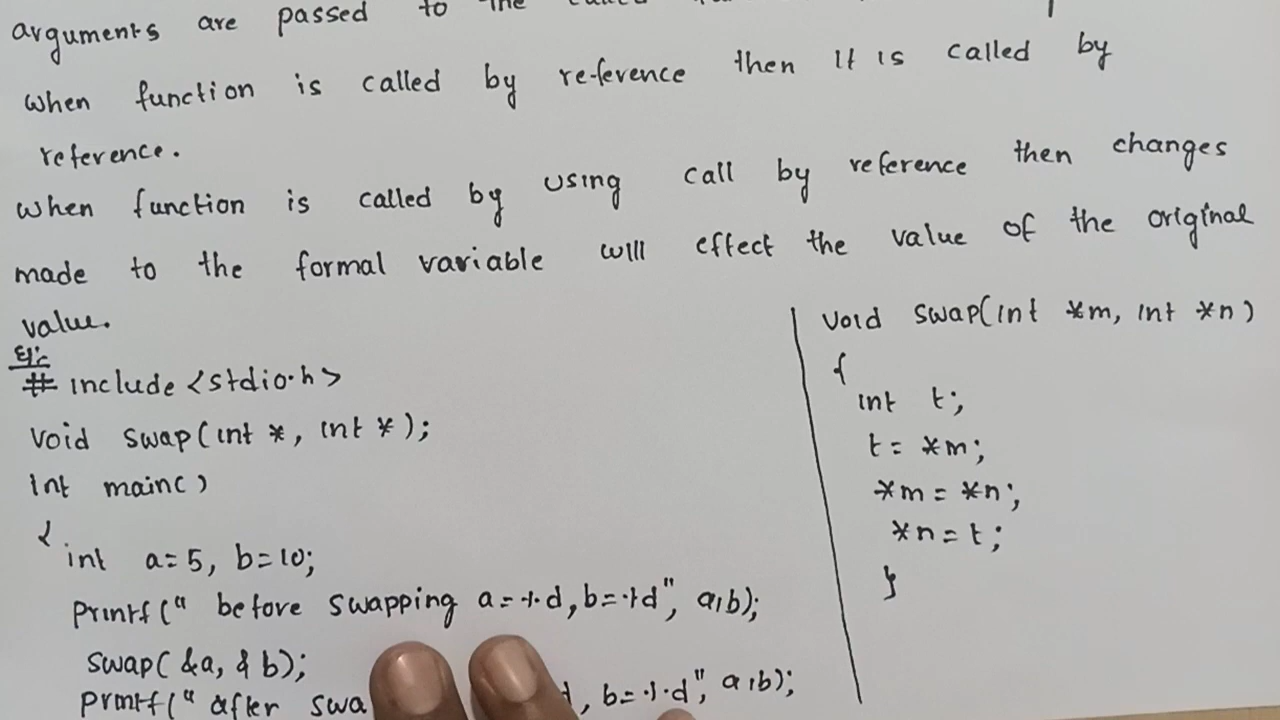 arguments are passed to the
when function is called by reference then it is called by
reference.
when function is called by using call by reference then changes
made to the formal variable will effect the value of the original
value.
Ex:
# include <stdio.h>
void swap(int *, int *);
int main()
{
int a=5, b=10;
printf(" before swapping a=%d, b=%d", a,b);
swap( &a, &b);
printf(" after swa d, b=%d", a,b);
void swap(int *m, int *n)
{
int t;
t= *m;
*m = *n;
*n = t;
}